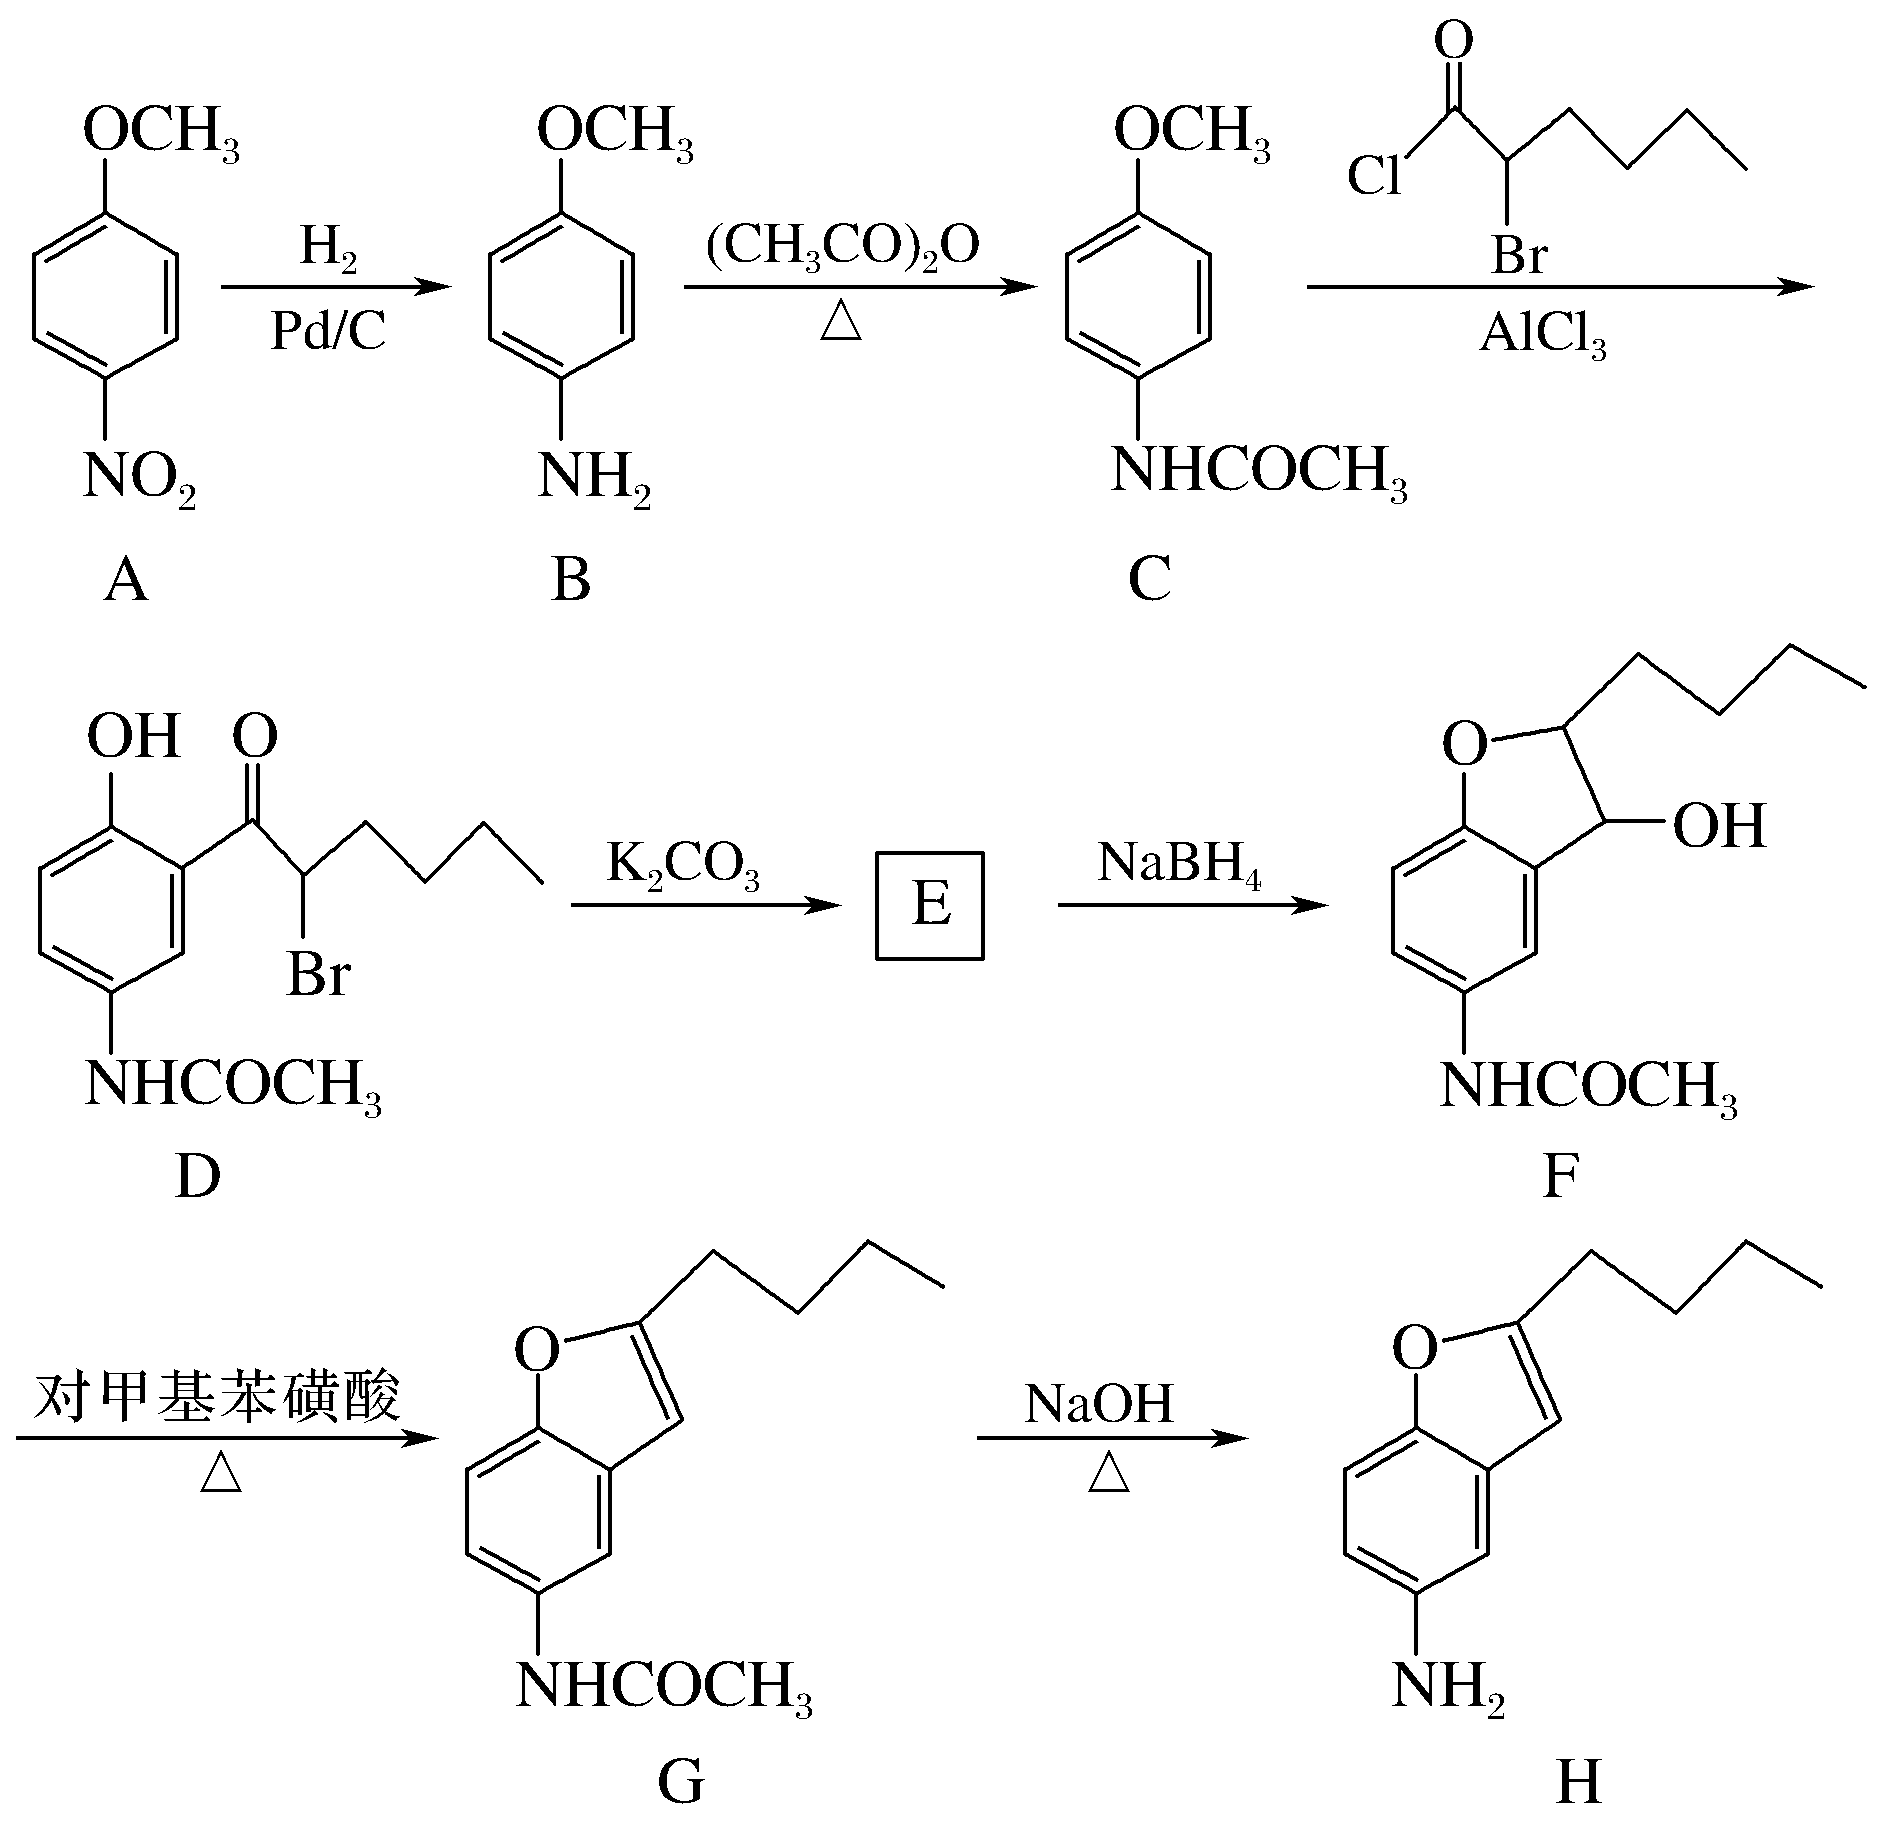 O
OCH₃ OCH₃ OCH₃ Cl
H₂ (CH₃CO)₂O Br
Pd/C △ AlCl₃
NO₂ NH₂ NHCOCH₃
A B C
OH O O
K₂CO₃ E NaBH₄ OH
Br
NHCOCH₃ NHCOCH₃
D F
O O
对甲基苯磺酸 NaOH
△ △
NHCOCH₃ NH₂
G H